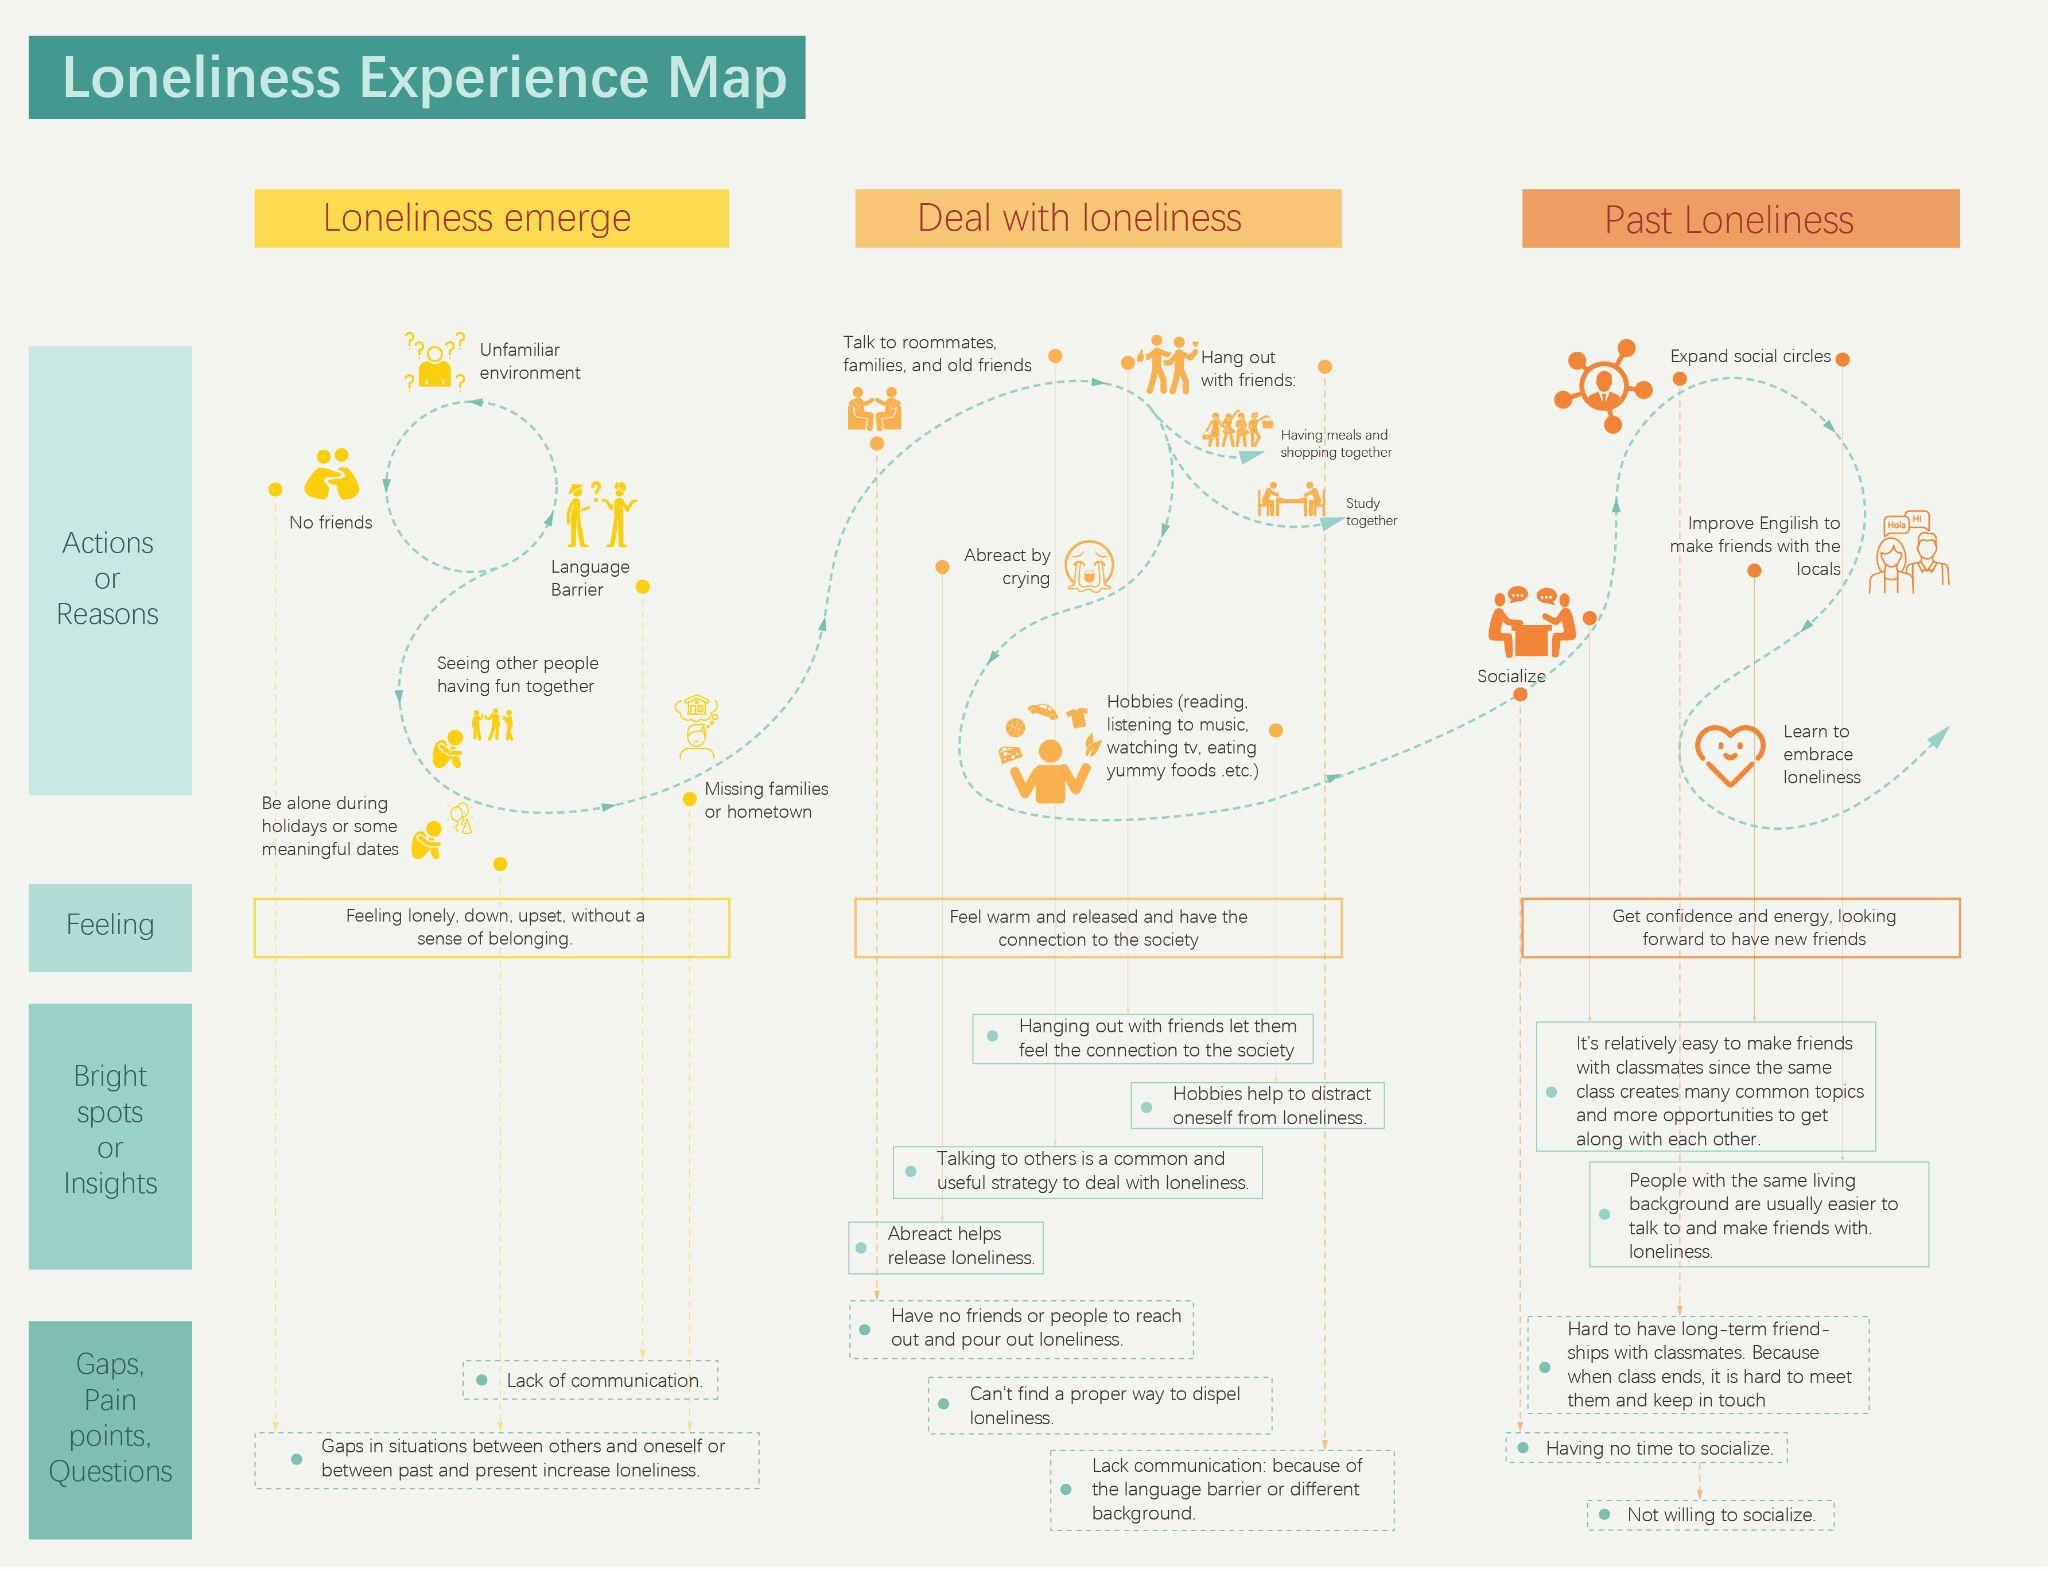 Loneliness Experience Map
Loneliness emerge
Deal with loneliness
Past Loneliness
Actions
or
Reasons
Unfamiliar
environment
No friends
Language
Barrier
Seeing other people
having fun together
Be alone during
holidays or some
meaningful dates
Missing families
or hometown
Talk to roommates,
families, and old friends
Hang out
with friends:
Having meals and
shopping together
Study
together
Abreact by
crying
Hobbies (reading,
listening to music,
watching tv, eating
yummy foods .etc.)
Socialize
Expand social circles
Improve Engilish to
make friends with the
locals
Hola
Hi
Learn to
embrace
loneliness
Feeling
Feeling lonely, down, upset, without a
sense of belonging.
Feel warm and released and have the
connection to the society
Get confidence and energy, looking
forward to have new friends
Bright
spots
or
Insights
Hanging out with friends let them
feel the connection to the society
Hobbies help to distract
oneself from loneliness.
Talking to others is a common and
useful strategy to deal with loneliness.
Abreact helps
release loneliness.
It's relatively easy to make friends
with classmates since the same
class creates many common topics
and more opportunities to get
along with each other.
People with the same living
background are usually easier to
talk to and make friends with.
loneliness.
Gaps,
Pain
points,
Questions
Lack of communication.
Gaps in situations between others and oneself or
between past and present increase loneliness.
Have no friends or people to reach
out and pour out loneliness.
Can't find a proper way to dispel
loneliness.
Lack communication: because of
the language barrier or different
background.
Hard to have long-term friend-
ships with classmates. Because
when class ends, it is hard to meet
them and keep in touch
Having no time to socialize.
Not willing to socialize.